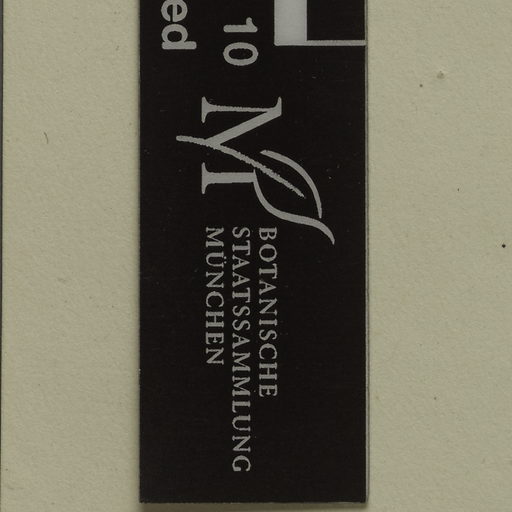 10
ed
BOTANISCHE
STAATSSAMMLUNG
MÜNCHEN